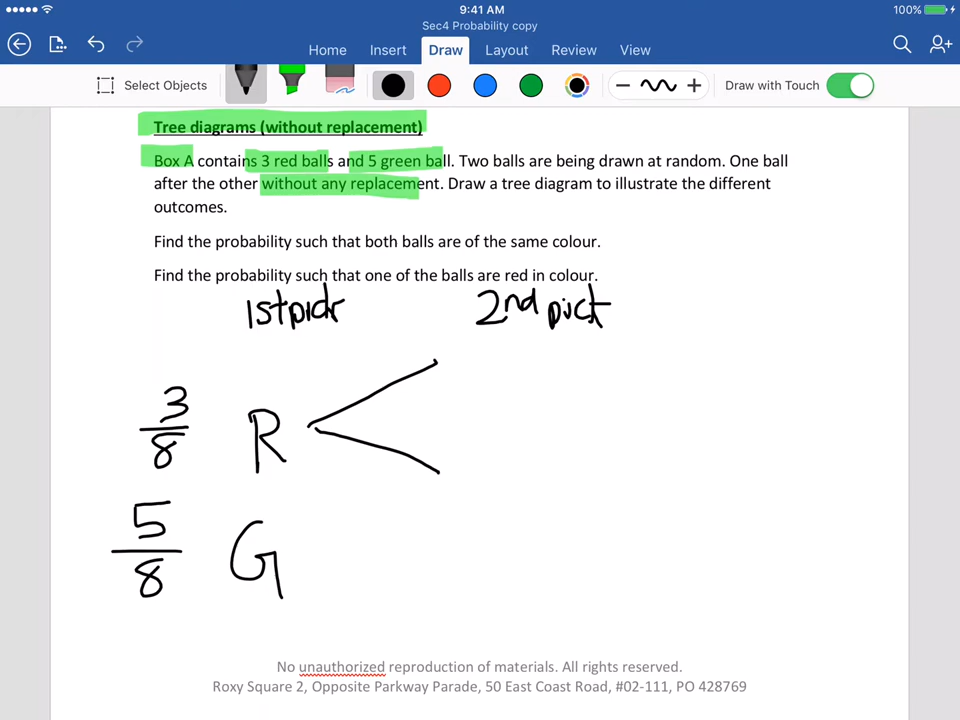 9:41 AM
100%
Sec4 Probability copy
Home Insert Draw Layout Review View
Select Objects
Draw with Touch
Tree diagrams (without replacement)
Box A contains 3 red balls and 5 green ball. Two balls are being drawn at random. One ball
after the other without any replacement. Draw a tree diagram to illustrate the different
outcomes.
Find the probability such that both balls are of the same colour.
Find the probability such that one of the balls are red in colour.
1st pick 2nd pick
3
8
R
5
8
G
No unauthorized reproduction of materials. All rights reserved.
Roxy Square 2, Opposite Parkway Parade, 50 East Coast Road, #02-111, PO 428769